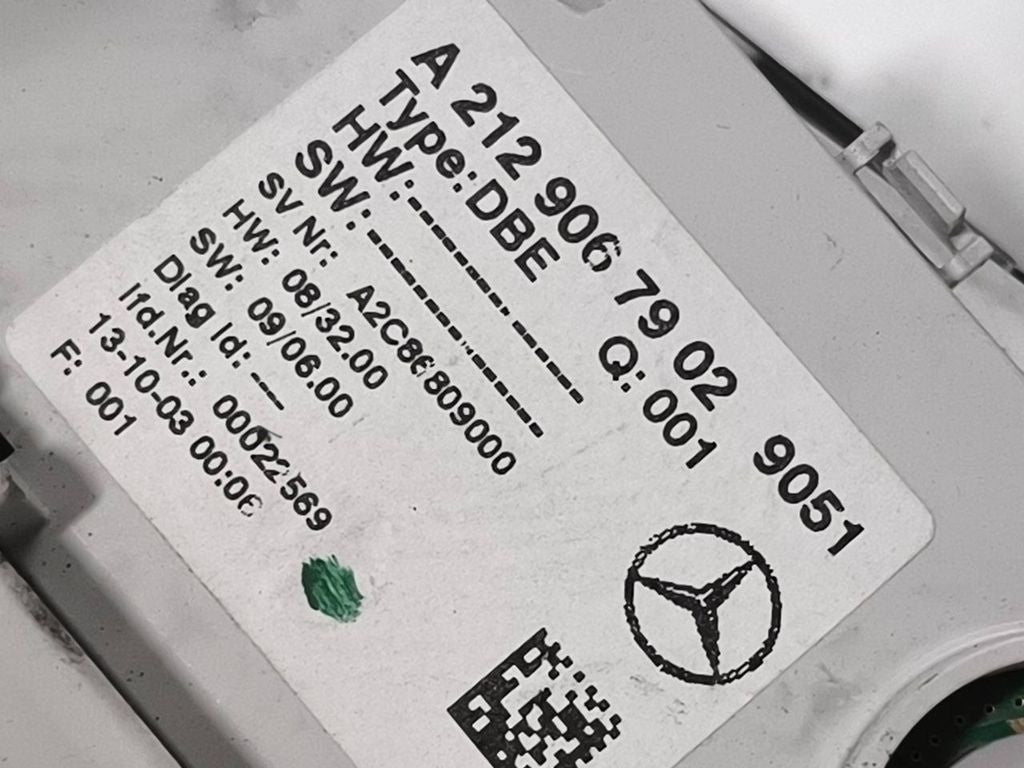 A 212 906 79 02 9051
Type: DBE Q: 001
HW: ------.------
SW: ------------
SV Nr: A2C86809000
HW: 08/32.00
SW: 09/06.00
Diag Id: ----
lfd.Nr.: 00022569
13-10-03 00:06
F: 001